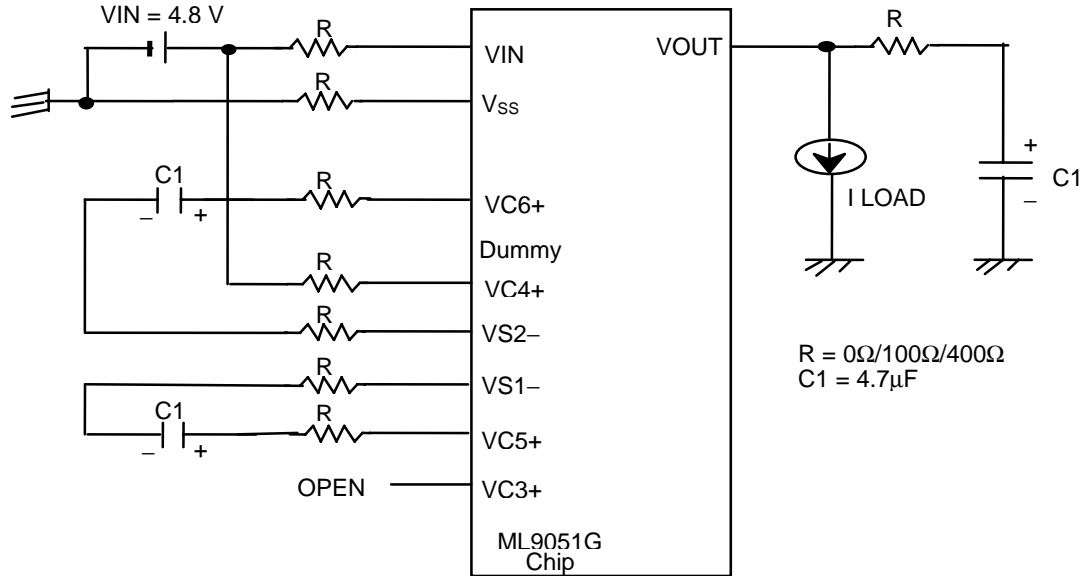 VIN = 4.8 V
R
VIN
VOUT
R
R
VSS
C1
R
− +
VC6+
Dummy
R
VC4+
R
VS2−
R
VS1−
C1
R
− +
VC5+
OPEN
VC3+
ML9051G
Chip
I LOAD
+
C1
−
R = 0Ω/100Ω/400Ω
C1 = 4.7μF